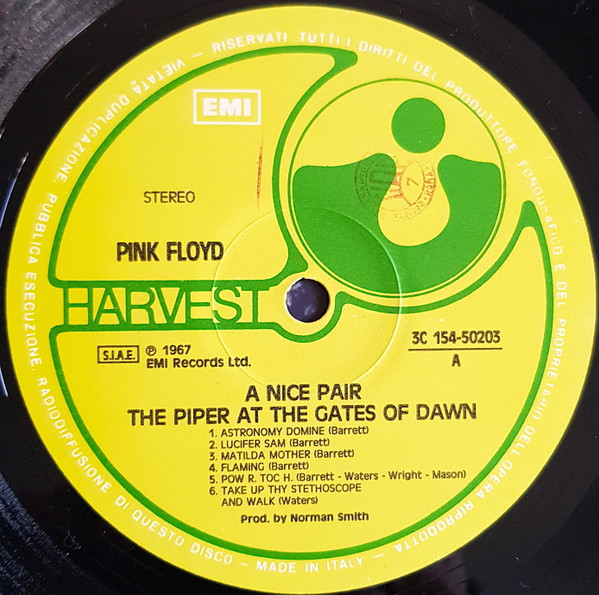 VIETATA DUPLICAZIONE, PUBBLICA ESECUZIONE, RADIODIFFUSIONE DI QUESTO DISCO - MADE IN ITALY - RISERVATI TUTTI I DIRITTI DEL PRODUTTORE FONOGRAFICO E DEL PROPRIETARIO DELL'OPERA RIPRODOTTA
EMI
STEREO
7
PINK FLOYD
HARVEST
S.I.A.E.
℗ 1967
EMI Records Ltd.
3C 154-50203
A
A NICE PAIR
THE PIPER AT THE GATES OF DAWN
1. ASTRONOMY DOMINE (Barrett)
2. LUCIFER SAM (Barrett)
3. MATILDA MOTHER (Barrett)
4. FLAMING (Barrett)
5. POW R. TOC H. (Barrett - Waters - Wright - Mason)
6. TAKE UP THY STETHOSCOPE
AND WALK (Waters)
Prod. by Norman Smith